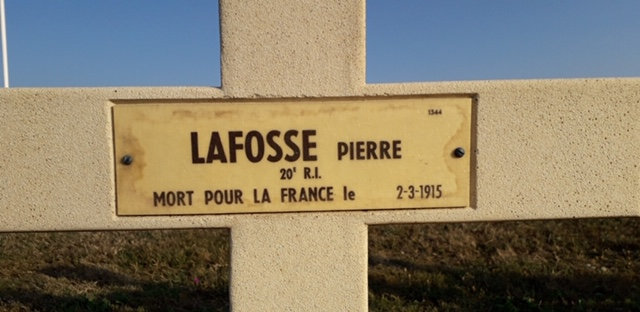 1344
LAFOSSE PIERRE
20ᵉ R.I.
MORT POUR LA FRANCE le 2-3-1915